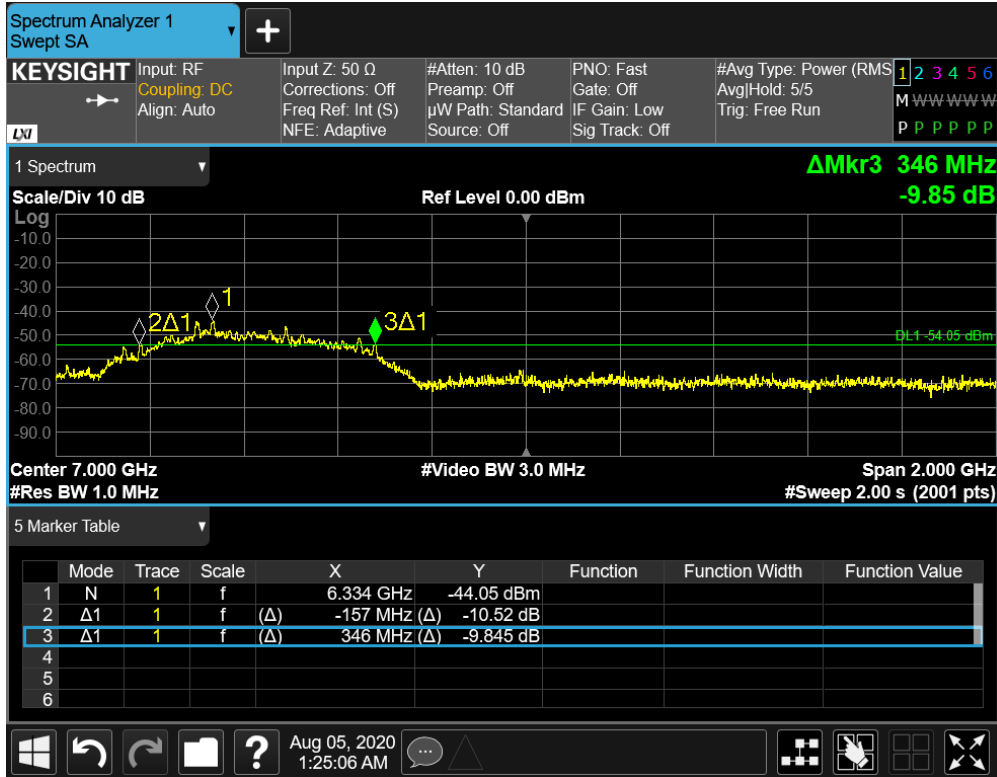 Spectrum Analyzer 1
Swept SA
KEYSIGHT
LXI
Input: RF
Coupling: DC
Align: Auto
Input Z: 50 Ω
Corrections: Off
Freq Ref: Int (S)
NFE: Adaptive
#Atten: 10 dB
Preamp: Off
µW Path: Standard
Source: Off
PNO: Fast
Gate: Off
IF Gain: Low
Sig Track: Off
#Avg Type: Power (RMS
Avg|Hold: 5/5
Trig: Free Run
1 2 3 4 5 6
M W W W W W
P P P P P P
1 Spectrum
ΔMkr3 346 MHz
-9.85 dB
Scale/Div 10 dB
Ref Level 0.00 dBm
Log
-10.0
-20.0
-30.0
-40.0
-50.0
-60.0
-70.0
-80.0
-90.0
1
2Δ1
3Δ1
DL1 -54.05 dBm
Center 7.000 GHz
#Video BW 3.0 MHz
Span 2.000 GHz
#Res BW 1.0 MHz
#Sweep 2.00 s (2001 pts)
5 Marker Table
Mode Trace Scale X Y Function Function Width Function Value
1 N 1 f 6.334 GHz -44.05 dBm
2 Δ1 1 f (Δ) -157 MHz (Δ) -10.52 dB
3 Δ1 1 f (Δ) 346 MHz (Δ) -9.845 dB
4
5
6
?
Aug 05, 2020
1:25:06 AM